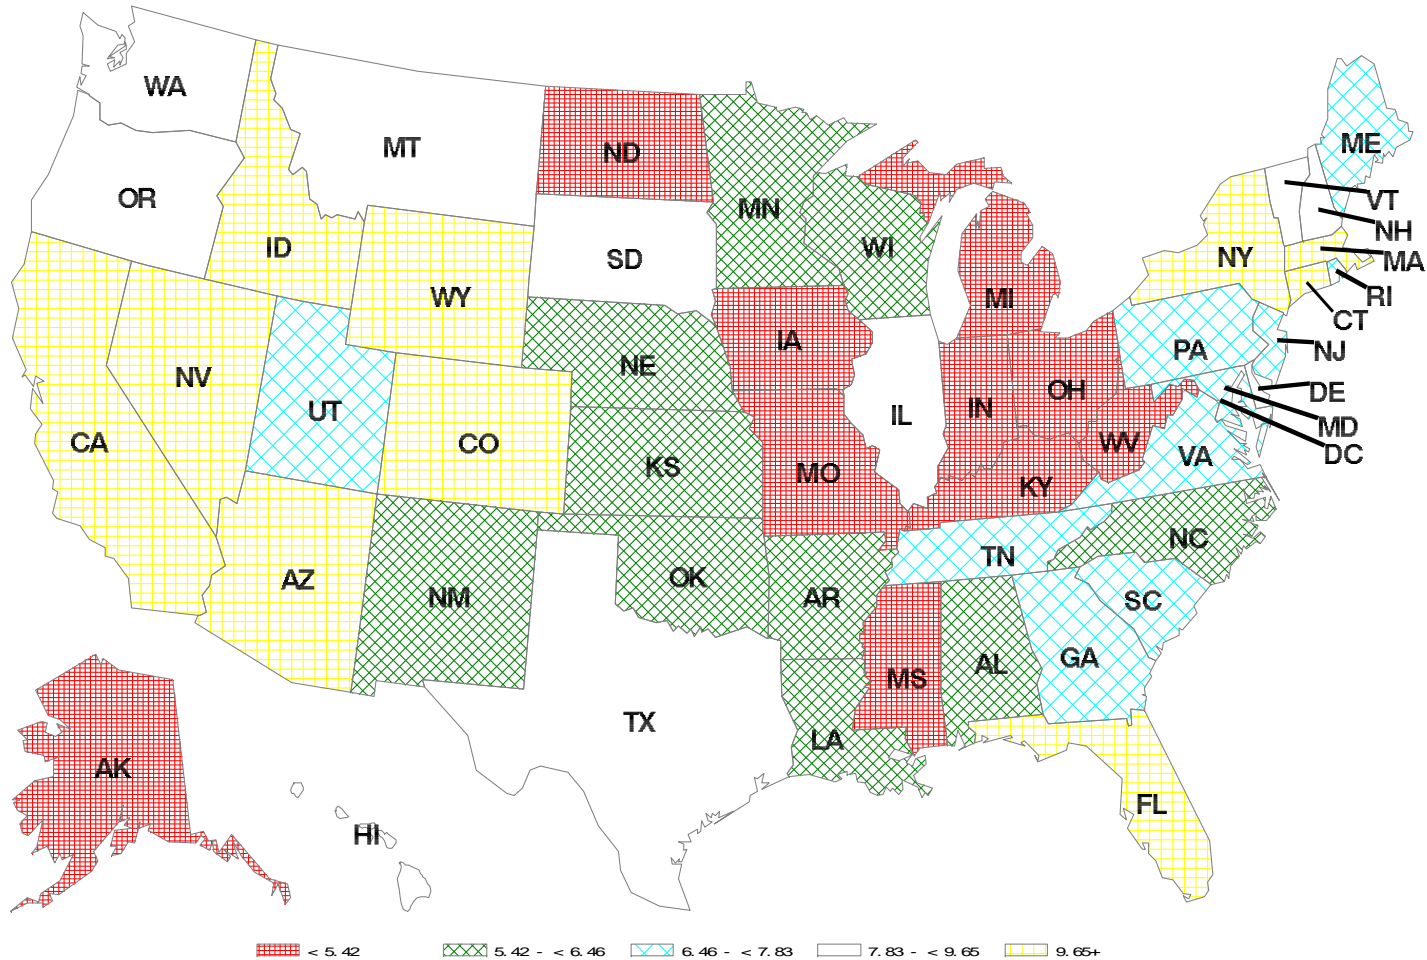 WA
MT
ND
ME
OR
MN
VT
NH
ID
WI
NY
MA
SD
WY
MI
RI
CT
IA
PA
NJ
NE
NV
OH
DE
UT
IN
IL
MD
CA
CO
WV
DC
KS
MO
VA
KY
NC
TN
AZ
OK
NM
AR
SC
GA
AL
MS
TX
LA
AK
FL
HI
< 5.42
5.42 - < 6.46
6.46 - < 7.83
7.83 - < 9.65
9.65+